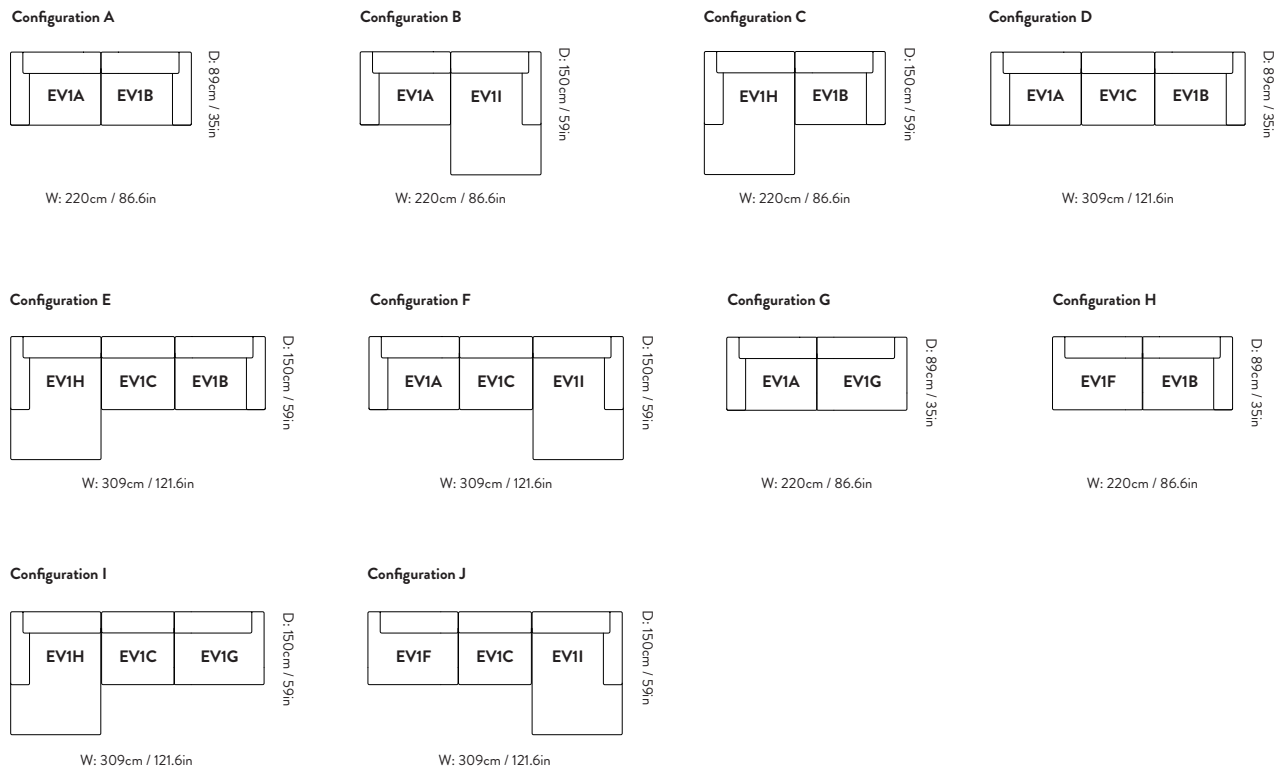 Configuration A
EV1A EV1B
D: 89cm / 35in
W: 220cm / 86.6in
Configuration B
EV1A EV1I
D: 150cm / 59in
W: 220cm / 86.6in
Configuration C
EV1H EV1B
D: 150cm / 59in
W: 220cm / 86.6in
Configuration D
EV1A EV1C EV1B
D: 89cm / 35in
W: 309cm / 121.6in
Configuration E
EV1H EV1C EV1B
D: 150cm / 59in
W: 309cm / 121.6in
Configuration F
EV1A EV1C EV1I
D: 150cm / 59in
W: 309cm / 121.6in
Configuration G
EV1A EV1G
D: 89cm / 35in
W: 220cm / 86.6in
Configuration H
EV1F EV1B
D: 89cm / 35in
W: 220cm / 86.6in
Configuration I
EV1H EV1C EV1G
D: 150cm / 59in
W: 309cm / 121.6in
Configuration J
EV1F EV1C EV1I
D: 150cm / 59in
W: 309cm / 121.6in